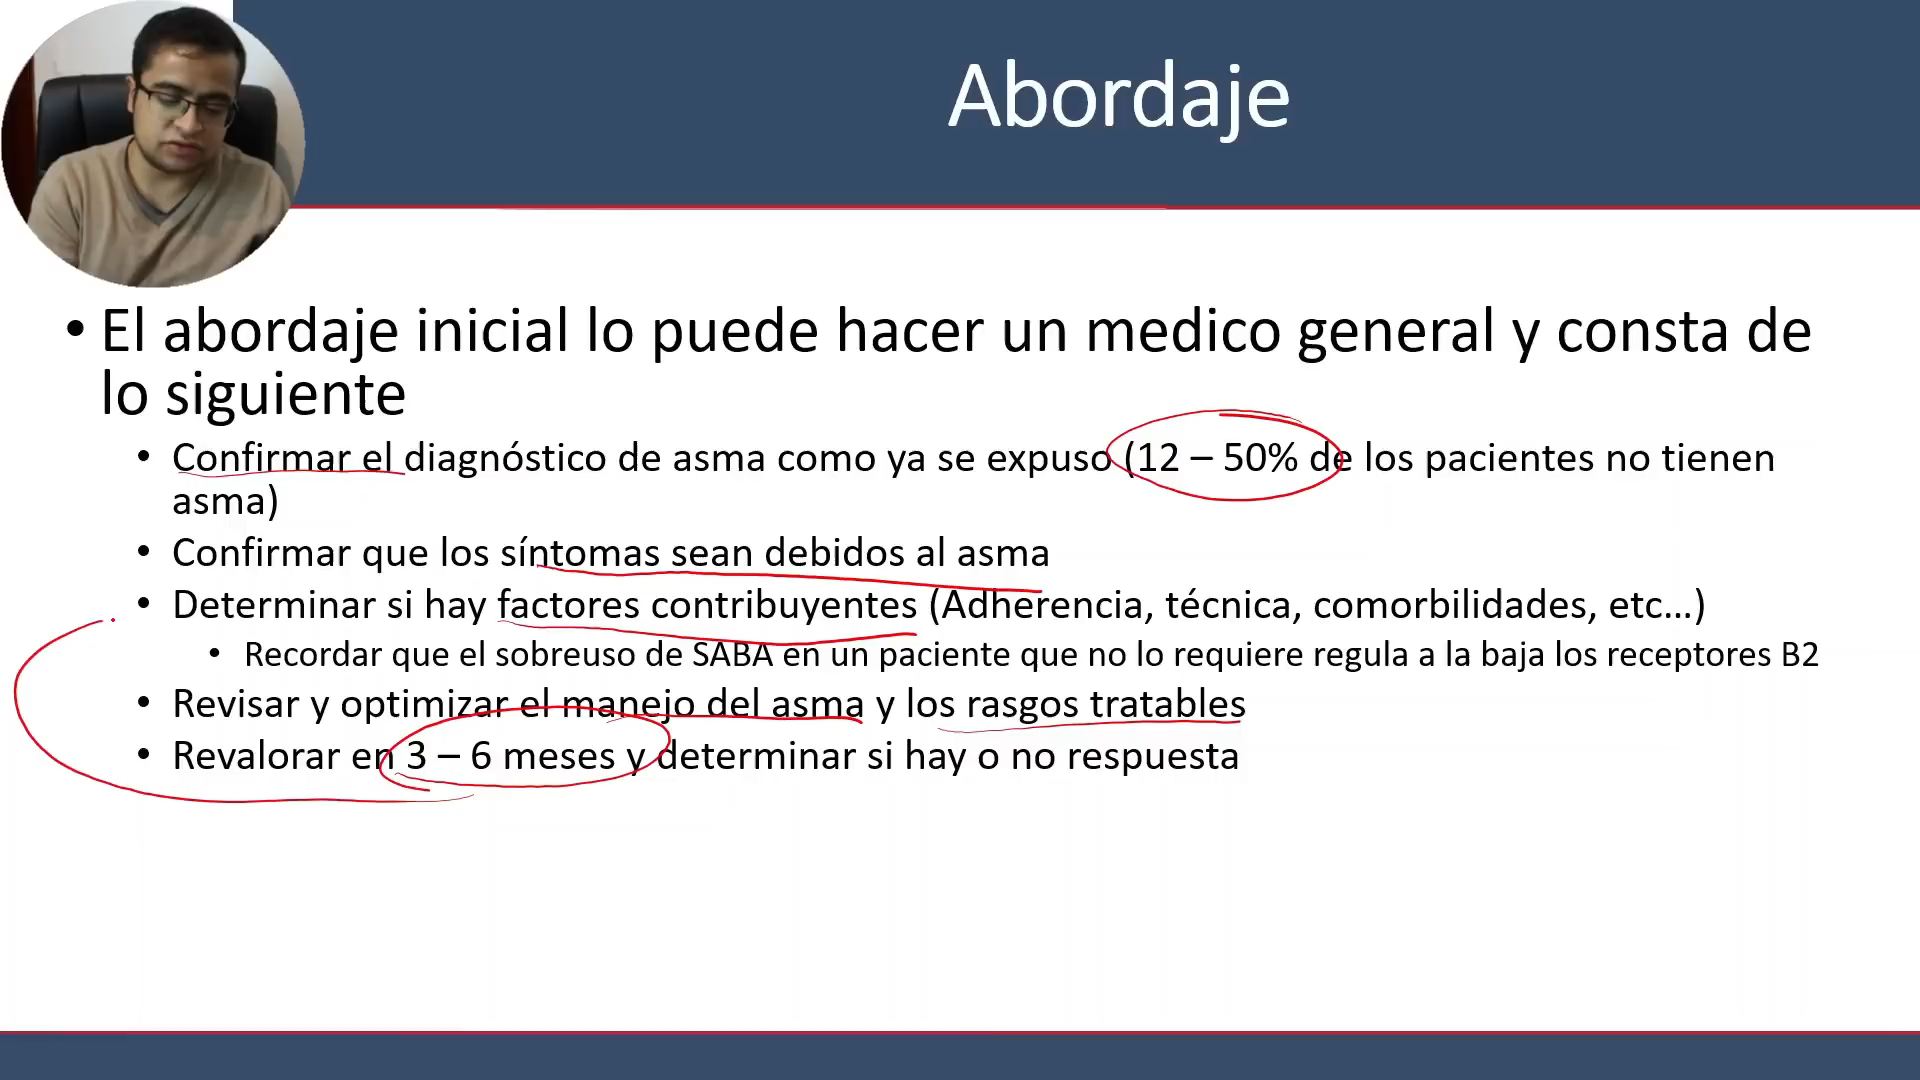 Abordaje
• El abordaje inicial lo puede hacer un medico general y consta de
lo siguiente
• Confirmar el diagnóstico de asma como ya se expuso (12 – 50% de los pacientes no tienen
asma)
• Confirmar que los síntomas sean debidos al asma
• Determinar si hay factores contribuyentes (Adherencia, técnica, comorbilidades, etc…)
• Recordar que el sobreuso de SABA en un paciente que no lo requiere regula a la baja los receptores B2
• Revisar y optimizar el manejo del asma y los rasgos tratables
• Revalorar en 3 – 6 meses y determinar si hay o no respuesta